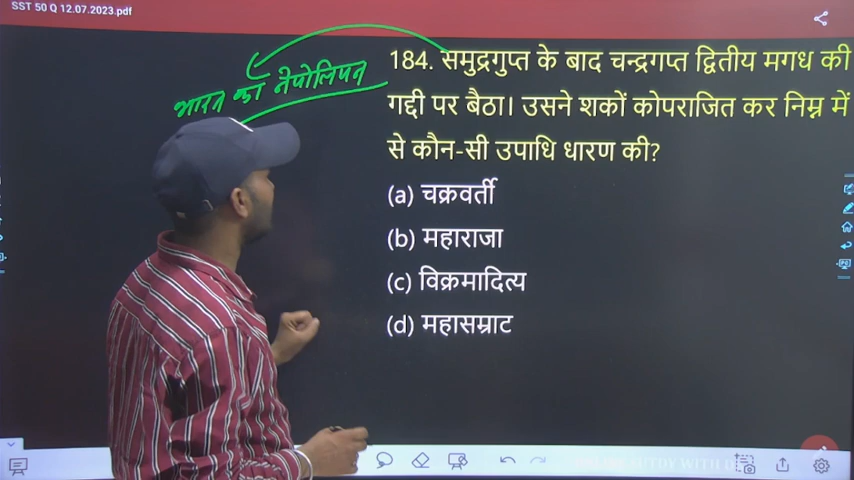 SST 50 Q 12.07.2023.pdf
भारत का नेपोलियन
184. समुद्रगुप्त के बाद चन्द्रगप्त द्वितीय मगध की
गद्दी पर बैठा। उसने शकों कोपराजित कर निम्न में
से कौन-सी उपाधि धारण की?
(a) चक्रवर्ती
(b) महाराजा
(c) विक्रमादित्य
(d) महासम्राट